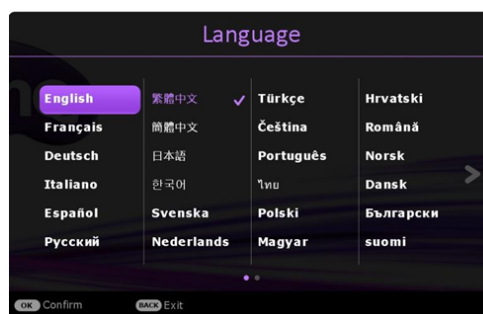 Language
English
Français
Deutsch
Italiano
Español
Русский
繁體中文
簡體中文
日本語
한국어
Svenska
Nederlands
Türkçe
Čeština
Português
ไทย
Polski
Magyar
Hrvatski
Română
Norsk
Dansk
Български
suomi
OK Confirm
BACK Exit